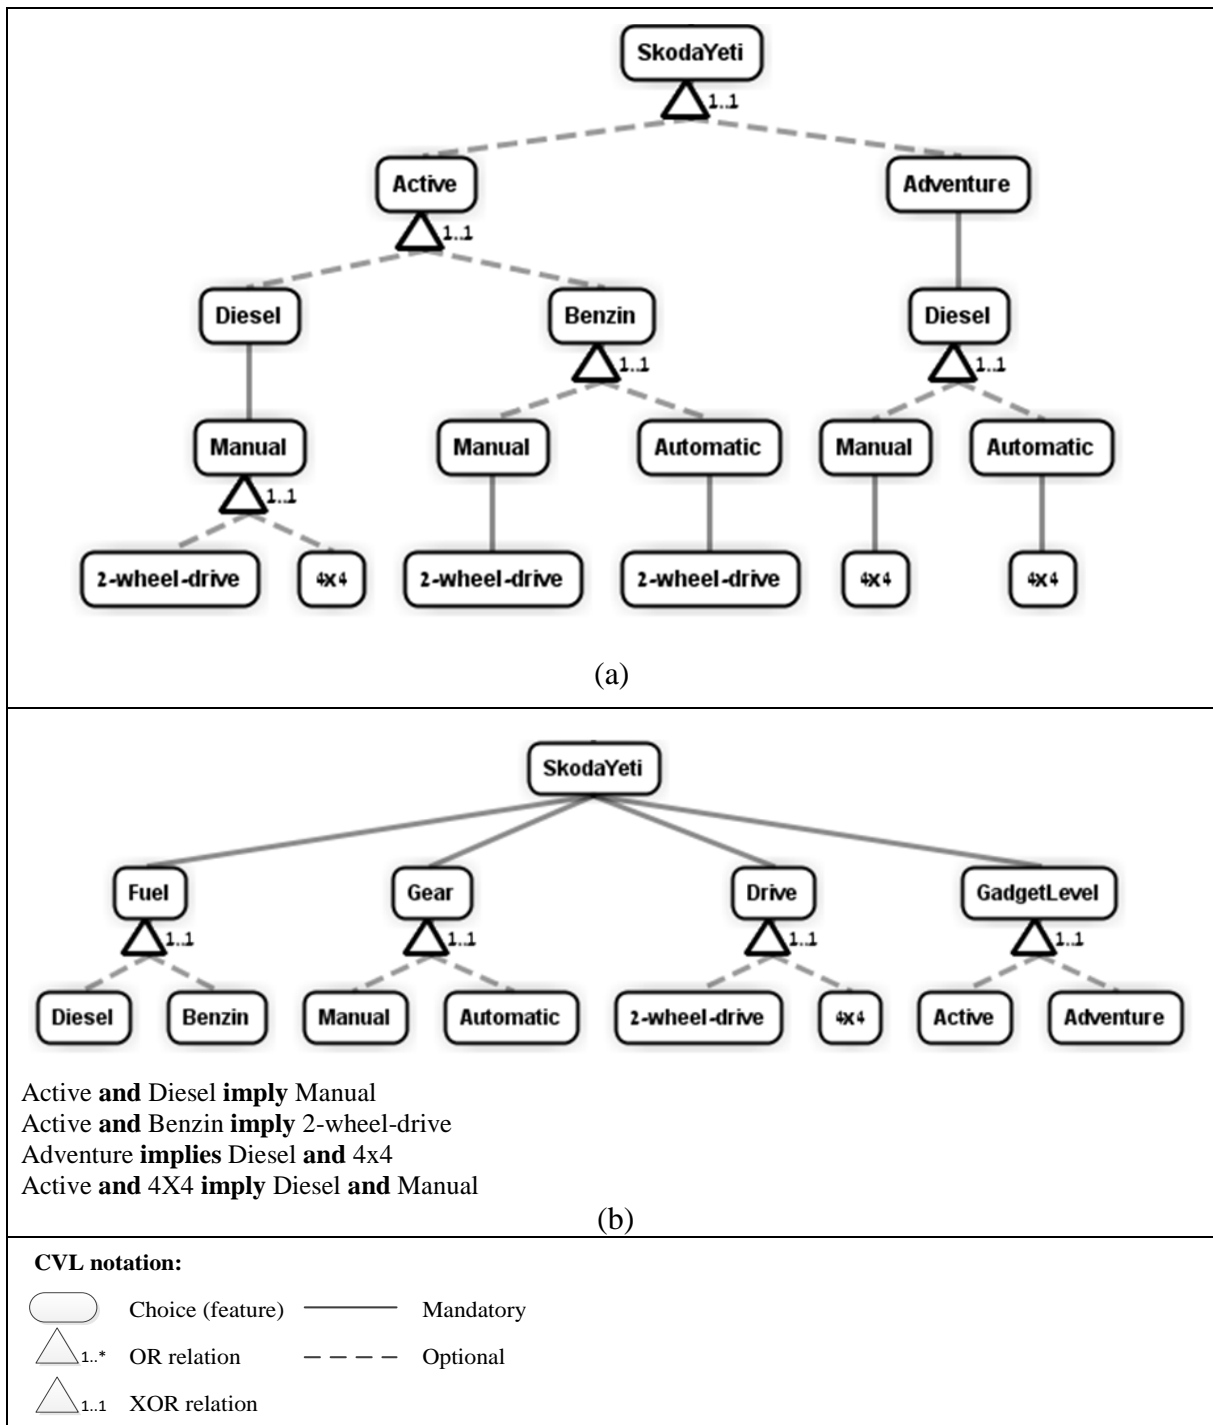 SkodaYeti
1..1
Active
Adventure
1..1
Diesel
Benzin
Diesel
1..1
1..1
Manual
Manual
Automatic
Manual
Automatic
1..1
2-wheel-drive
4x4
2-wheel-drive
2-wheel-drive
4x4
4x4
(a)
SkodaYeti
Fuel
Gear
Drive
GadgetLevel
1..1
1..1
1..1
1..1
Diesel
Benzin
Manual
Automatic
2-wheel-drive
4x4
Active
Adventure
Active and Diesel imply Manual
Active and Benzin imply 2-wheel-drive
Adventure implies Diesel and 4x4
Active and 4X4 imply Diesel and Manual
(b)
CVL notation:
Choice (feature)
Mandatory
1..*
OR relation
Optional
1..1
XOR relation